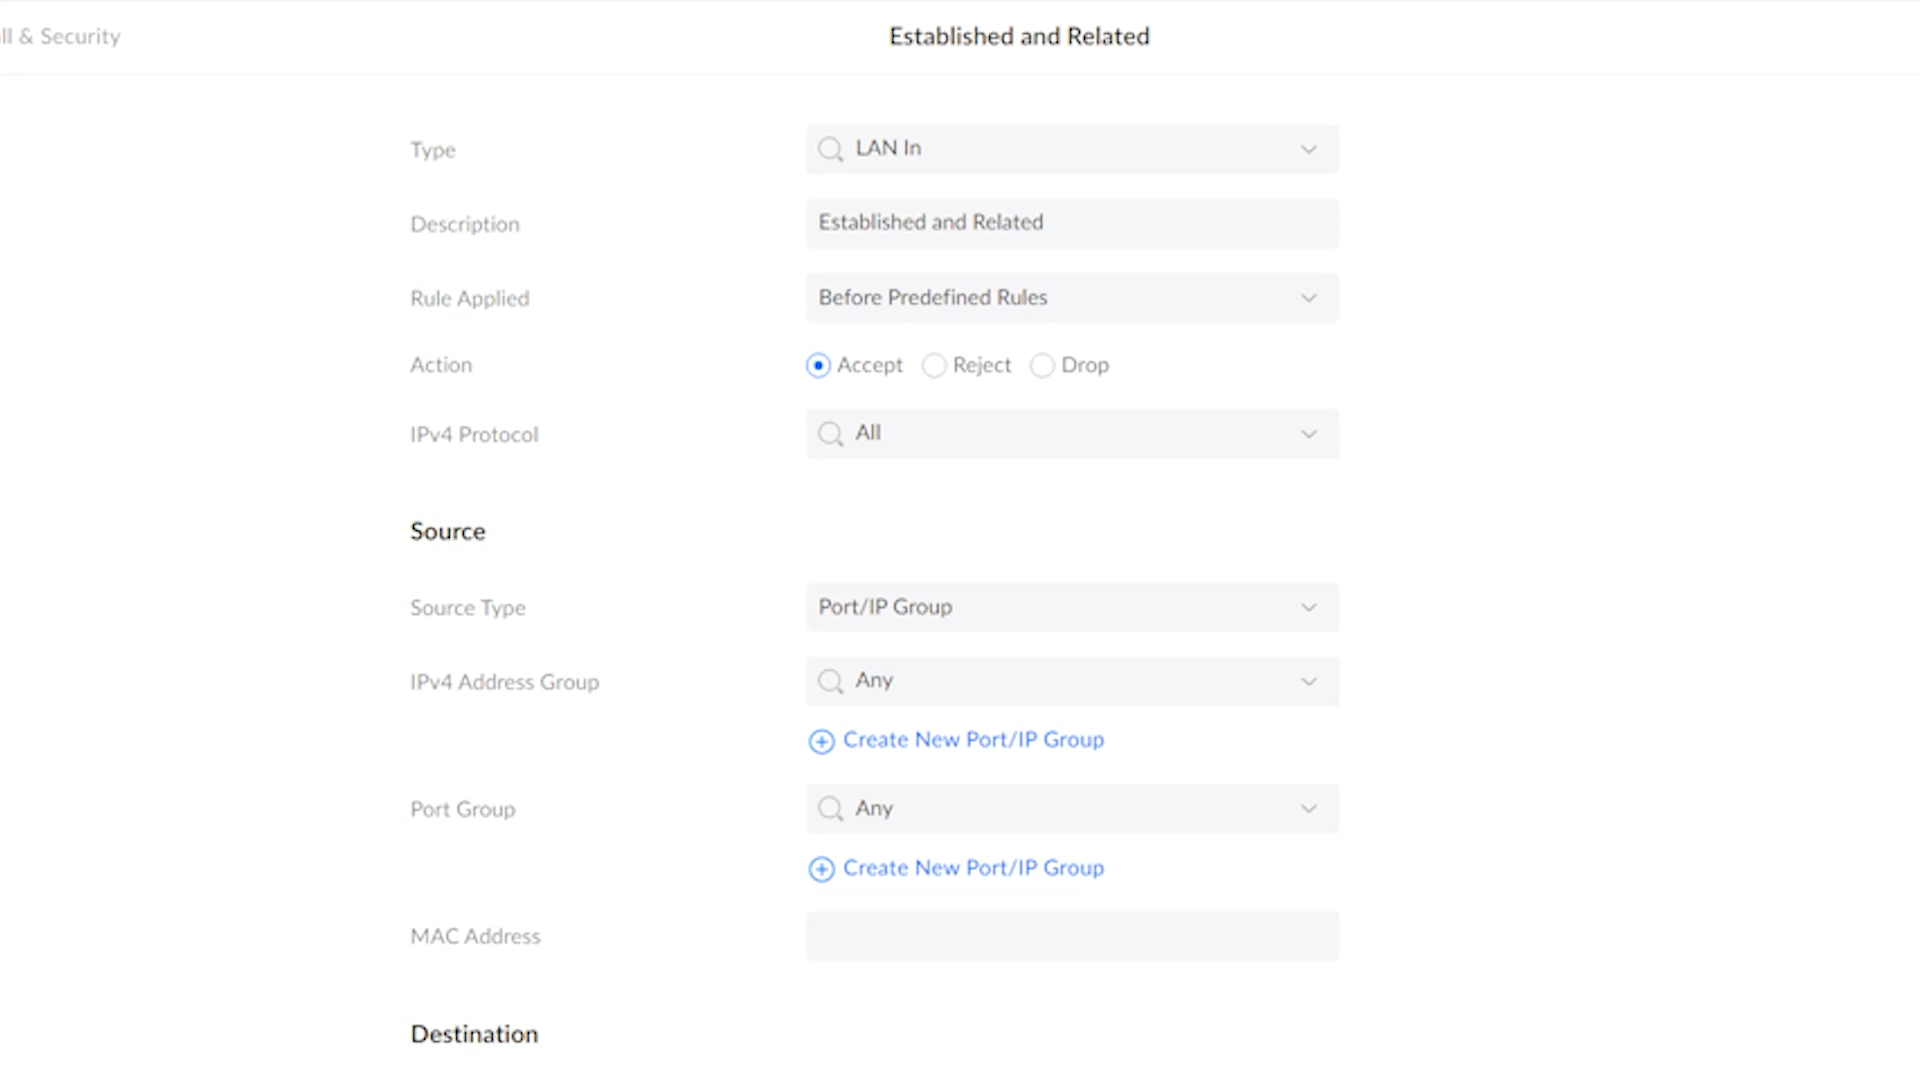 ll & Security
Established and Related
Type
LAN In
Description
Established and Related
Rule Applied
Before Predefined Rules
Action
Accept Reject Drop
IPv4 Protocol
All
Source
Source Type
Port/IP Group
IPv4 Address Group
Any
Create New Port/IP Group
Port Group
Any
Create New Port/IP Group
MAC Address
Destination